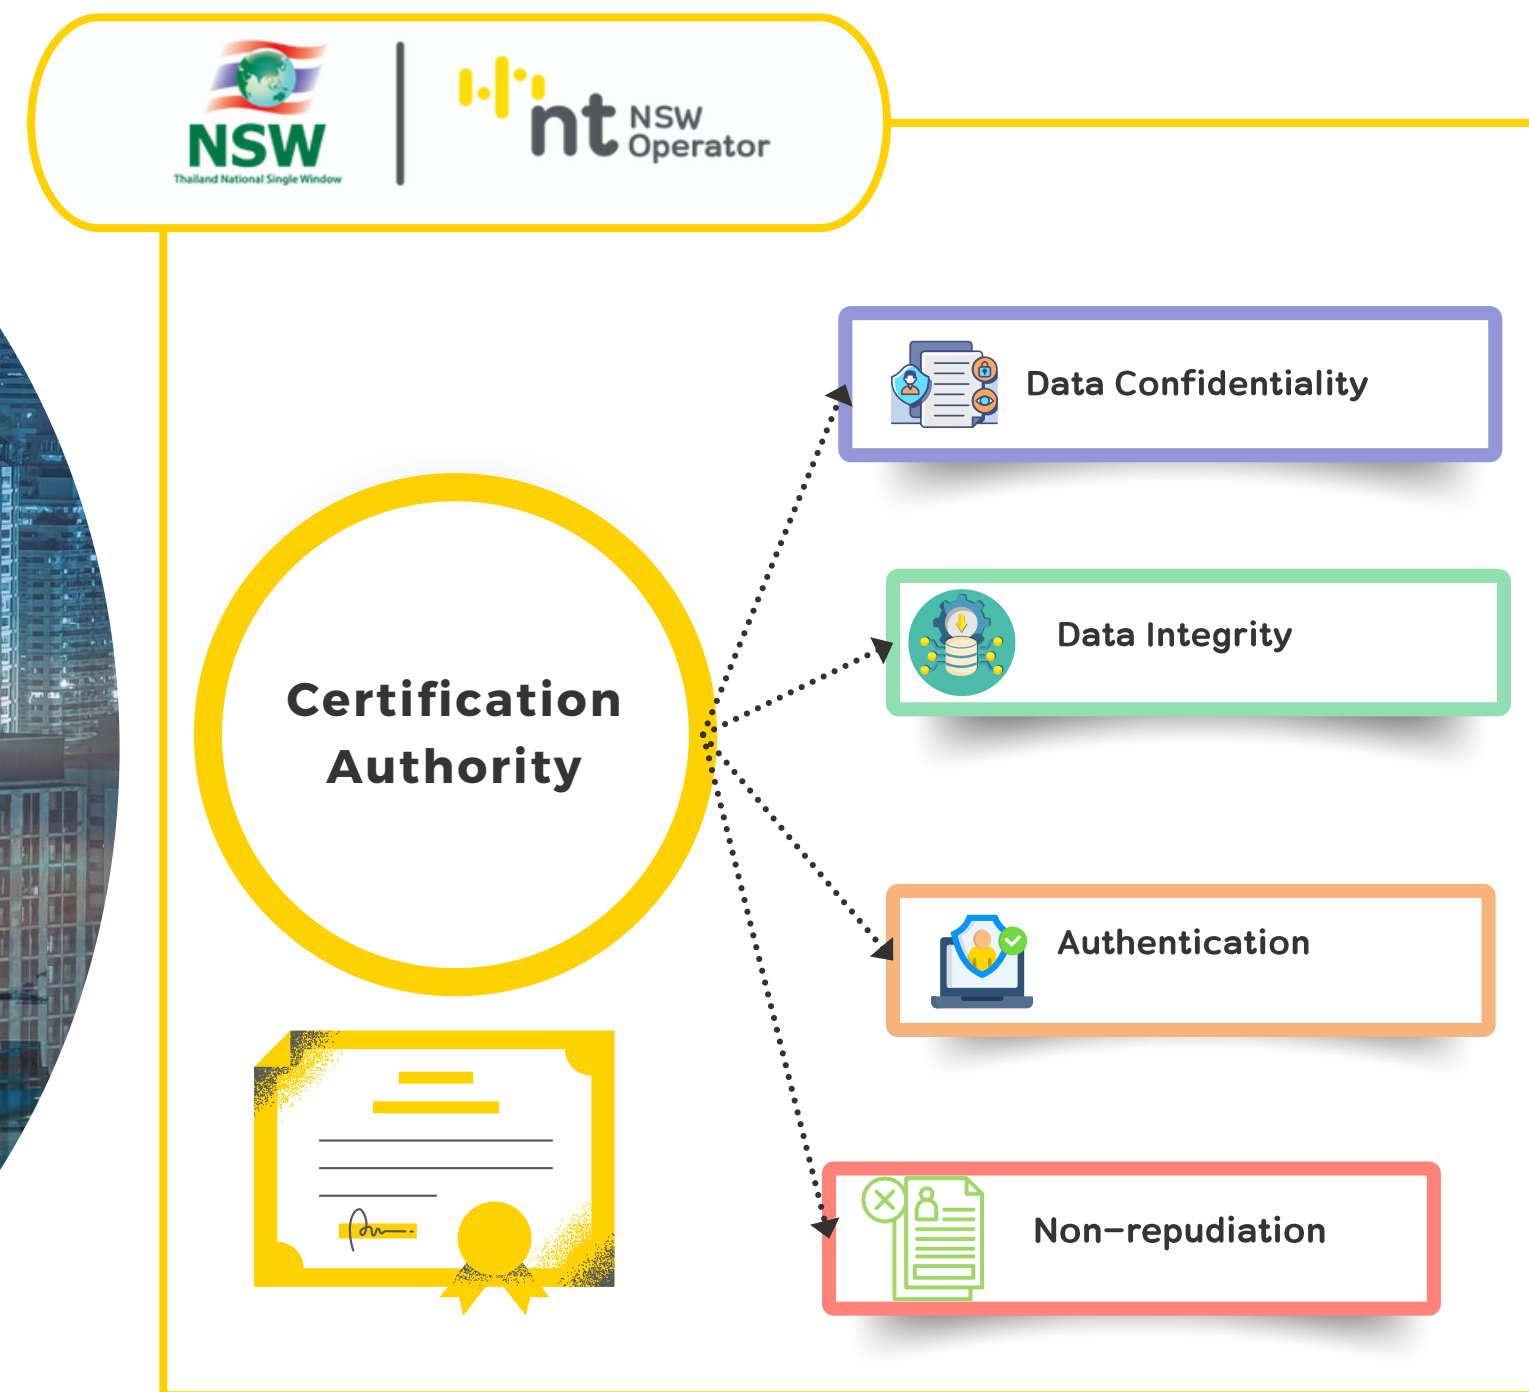 NSW
Thailand National Single Window
nt NSW
Operator
Data Confidentiality
Data Integrity
Certification
Authority
Authentication
Non-repudiation